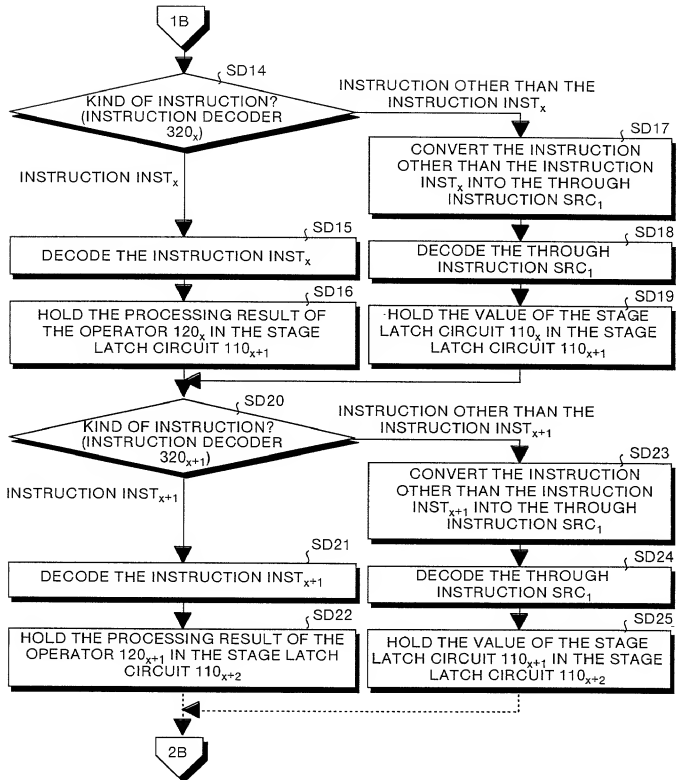 1B
SD14
KIND OF INSTRUCTION?
(INSTRUCTION DECODER
320x)
INSTRUCTION OTHER THAN THE
INSTRUCTION INSTx
INSTRUCTION INSTx
SD17
CONVERT THE INSTRUCTION
OTHER THAN THE INSTRUCTION
INSTx INTO THE THROUGH
INSTRUCTION SRC1
SD15
DECODE THE INSTRUCTION INSTx
SD18
DECODE THE THROUGH
INSTRUCTION SRC1
SD16
HOLD THE PROCESSING RESULT OF
THE OPERATOR 120x IN THE STAGE
LATCH CIRCUIT 110x+1
SD19
HOLD THE VALUE OF THE STAGE
LATCH CIRCUIT 110x IN THE STAGE
LATCH CIRCUIT 110x+1
SD20
KIND OF INSTRUCTION?
(INSTRUCTION DECODER
320x+1)
INSTRUCTION OTHER THAN THE
INSTRUCTION INSTx+1
INSTRUCTION INSTx+1
SD23
CONVERT THE INSTRUCTION
OTHER THAN THE INSTRUCTION
INSTx+1 INTO THE THROUGH
INSTRUCTION SRC1
SD21
DECODE THE INSTRUCTION INSTx+1
SD24
DECODE THE THROUGH
INSTRUCTION SRC1
SD22
HOLD THE PROCESSING RESULT OF THE
OPERATOR 120x+1 IN THE STAGE LATCH
CIRCUIT 110x+2
SD25
HOLD THE VALUE OF THE STAGE
LATCH CIRCUIT 110x+1 IN THE STAGE
LATCH CIRCUIT 110x+2
2B